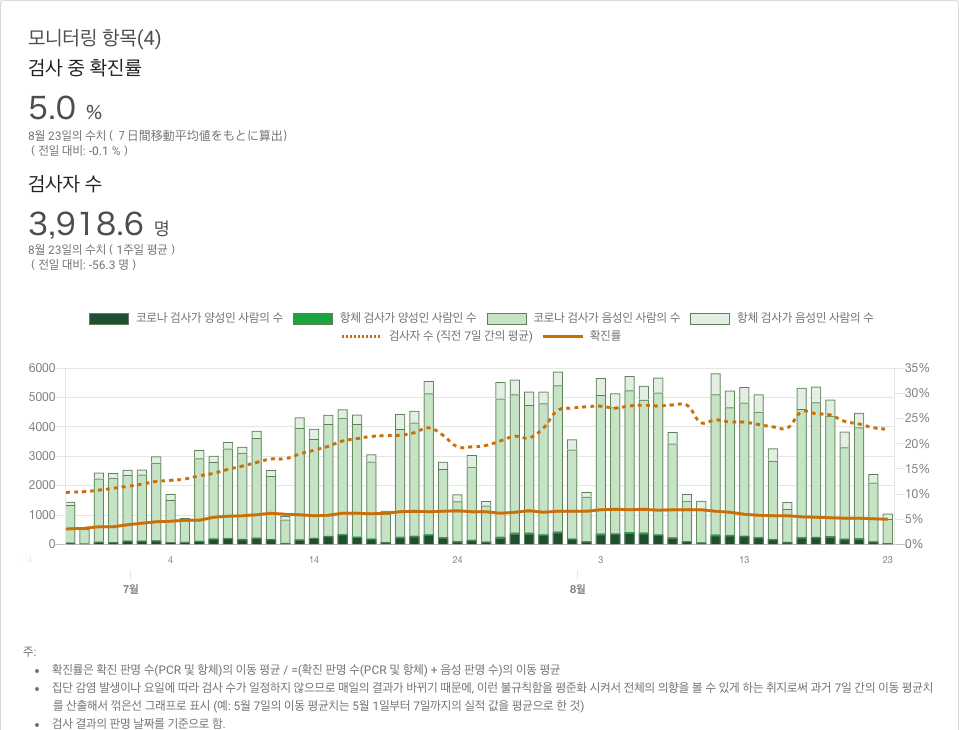 모니터링 항목(4)
검사 중 확진률
5.0 %
8월 23일의 수치 ( 7日間移動平均値をもとに算出)
( 전일 대비: -0.1 % )
검사자 수
3,918.6 명
8월 23일의 수치 ( 1주일 평균 )
( 전일 대비: -56.3 명 )
코로나 검사가 양성인 사람의 수 항체 검사가 양성인 사람인 수 코로나 검사가 음성인 사람의 수 항체 검사가 음성인 사람의 수
검사자 수 (직전 7일 간의 평균) 확진률
6000 35%
5000 30%
4000 25%
3000 20%
2000 15%
1000 10%
0 5%
0%
4 14 24 3 13 23
7월 8월
주:
• 확진률은 확진 판명 수(PCR 및 항체)의 이동 평균 / =(확진 판명 수(PCR 및 항체) + 음성 판명 수)의 이동 평균
• 집단 감염 발생이나 요일에 따라 검사 수가 일정하지 않으므로 매일의 결과가 바뀌기 때문에, 이런 불규칙함을 평준화 시켜서 전체의 의향을 볼 수 있게 하는 취지로써 과거 7일 간의 이동 평균치
를 산출해서 꺾은선 그래프로 표시 (예: 5월 7일의 이동 평균치는 5월 1일부터 7일까지의 실적 값을 평균으로 한 것)
• 검사 결과의 판명 날짜를 기준으로 함.